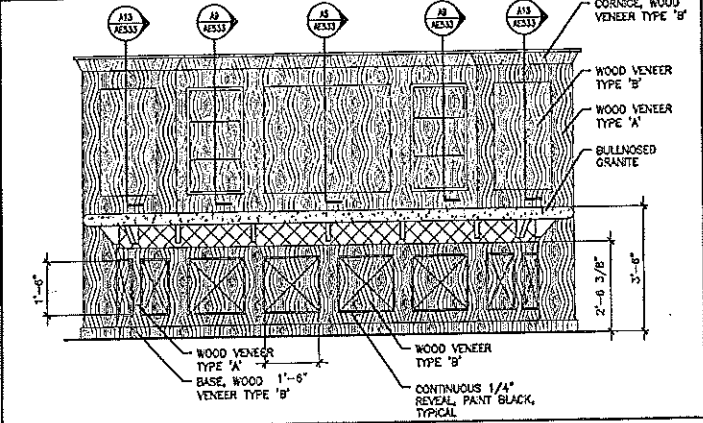 A13
AE533
A9
AE533
A5
AE533
A9
AE533
A13
AE533
CORNICE, WOOD
VENEER TYPE 'B'
WOOD VENEER
TYPE 'B'
WOOD VENEER
TYPE 'A'
BULLNOSED
GRANITE
1'-6"
2'-6 3/8"
3'-6"
WOOD VENEER
TYPE 'A'
BASE, WOOD
VENEER TYPE 'B'
1'-6"
WOOD VENEER
TYPE 'B'
CONTINUOUS 1/4"
REVEAL, PAINT BLACK,
TYPICAL